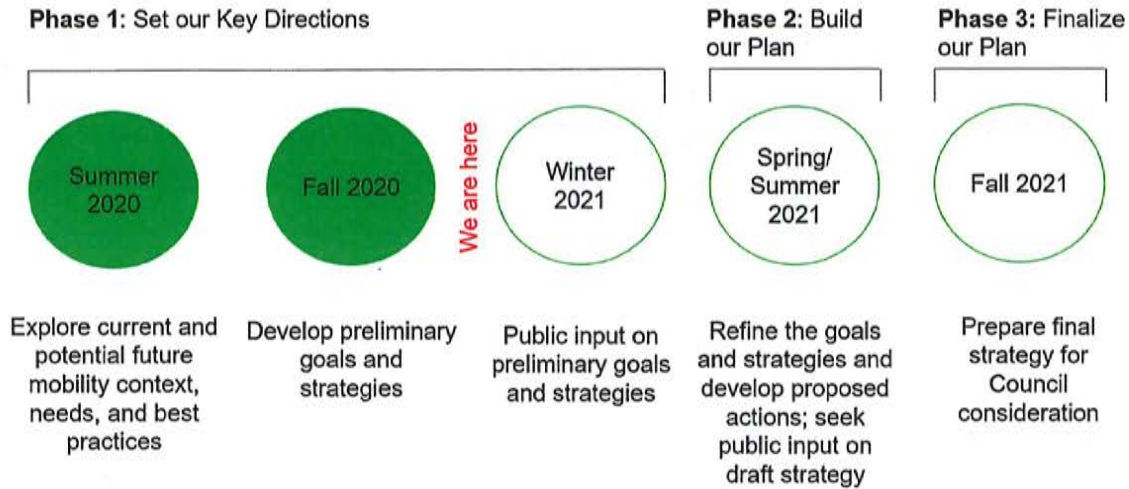 Phase 1: Set our Key Directions
Phase 2: Build
our Plan
Phase 3: Finalize
our Plan
Summer
2020
Fall 2020
We are here
Winter
2021
Spring/
Summer
2021
Fall 2021
Explore current and
potential future
mobility context,
needs, and best
practices
Develop preliminary
goals and
strategies
Public input on
preliminary goals
and strategies
Refine the goals
and strategies and
develop proposed
actions; seek
public input on
draft strategy
Prepare final
strategy for
Council
consideration